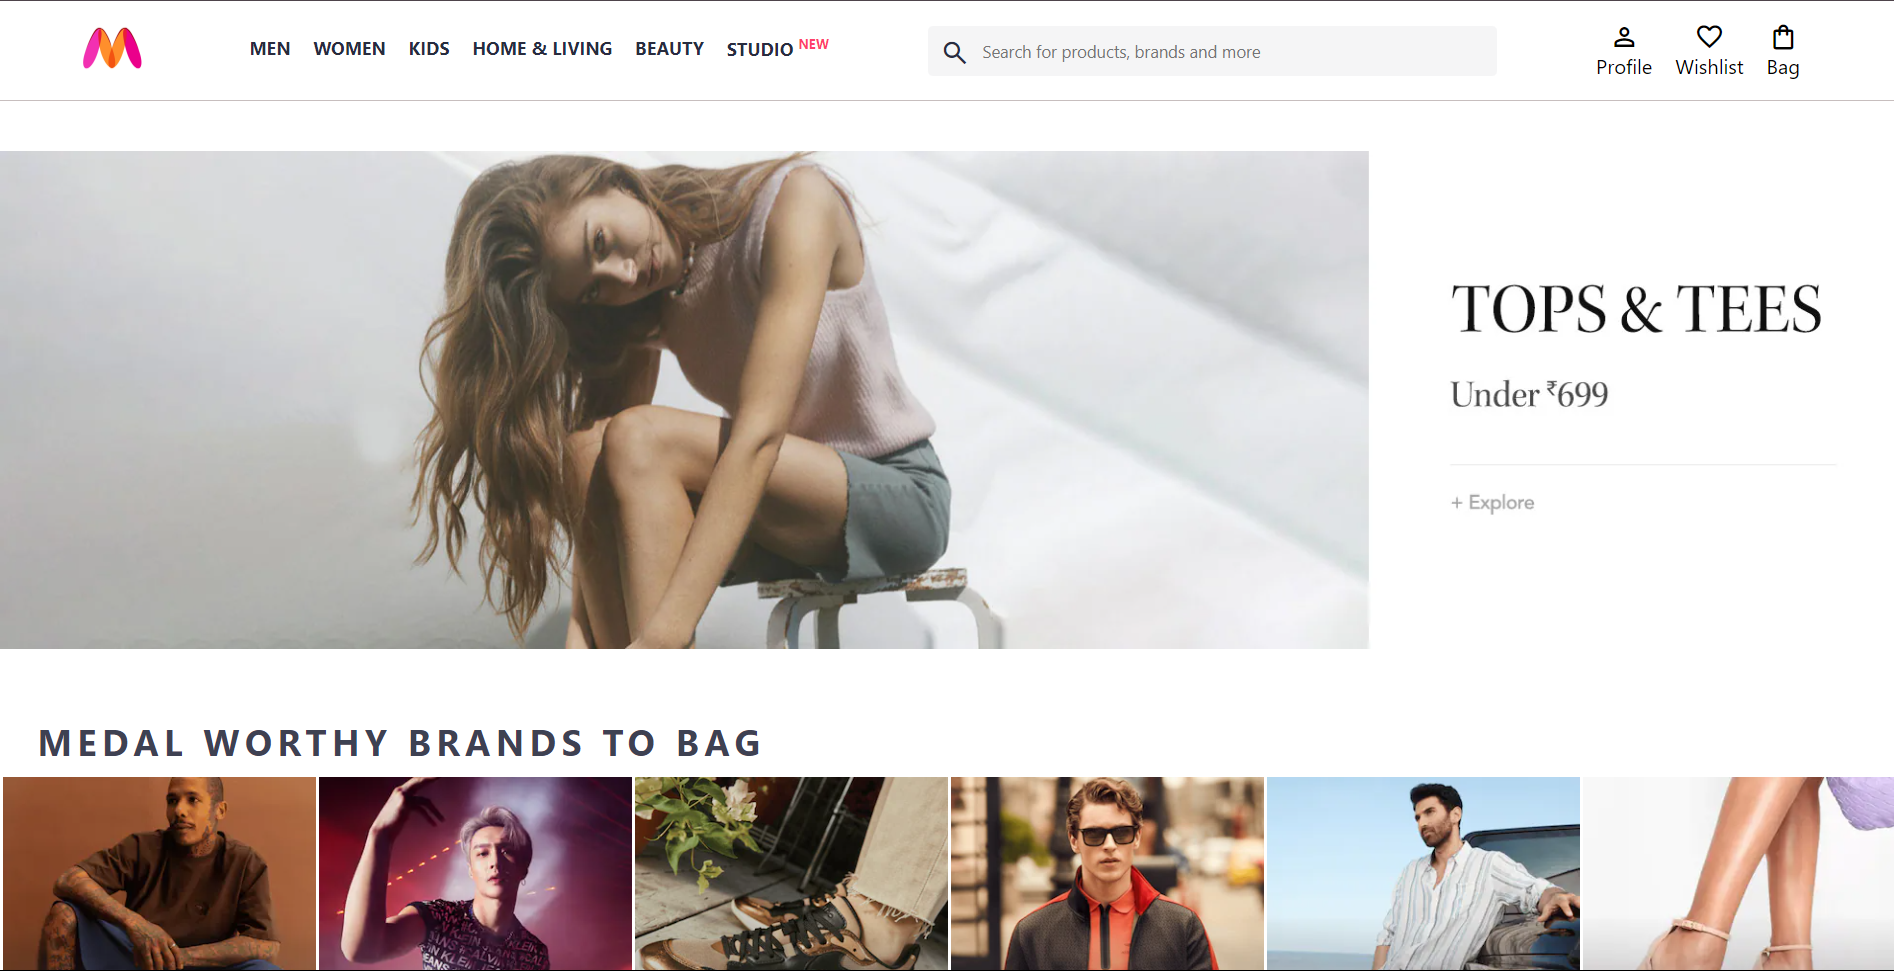 MEN WOMEN KIDS HOME & LIVING BEAUTY STUDIO NEW
Search for products, brands and more
Profile Wishlist Bag
TOPS & TEES
Under ₹699
+ Explore
MEDAL WORTHY BRANDS TO BAG